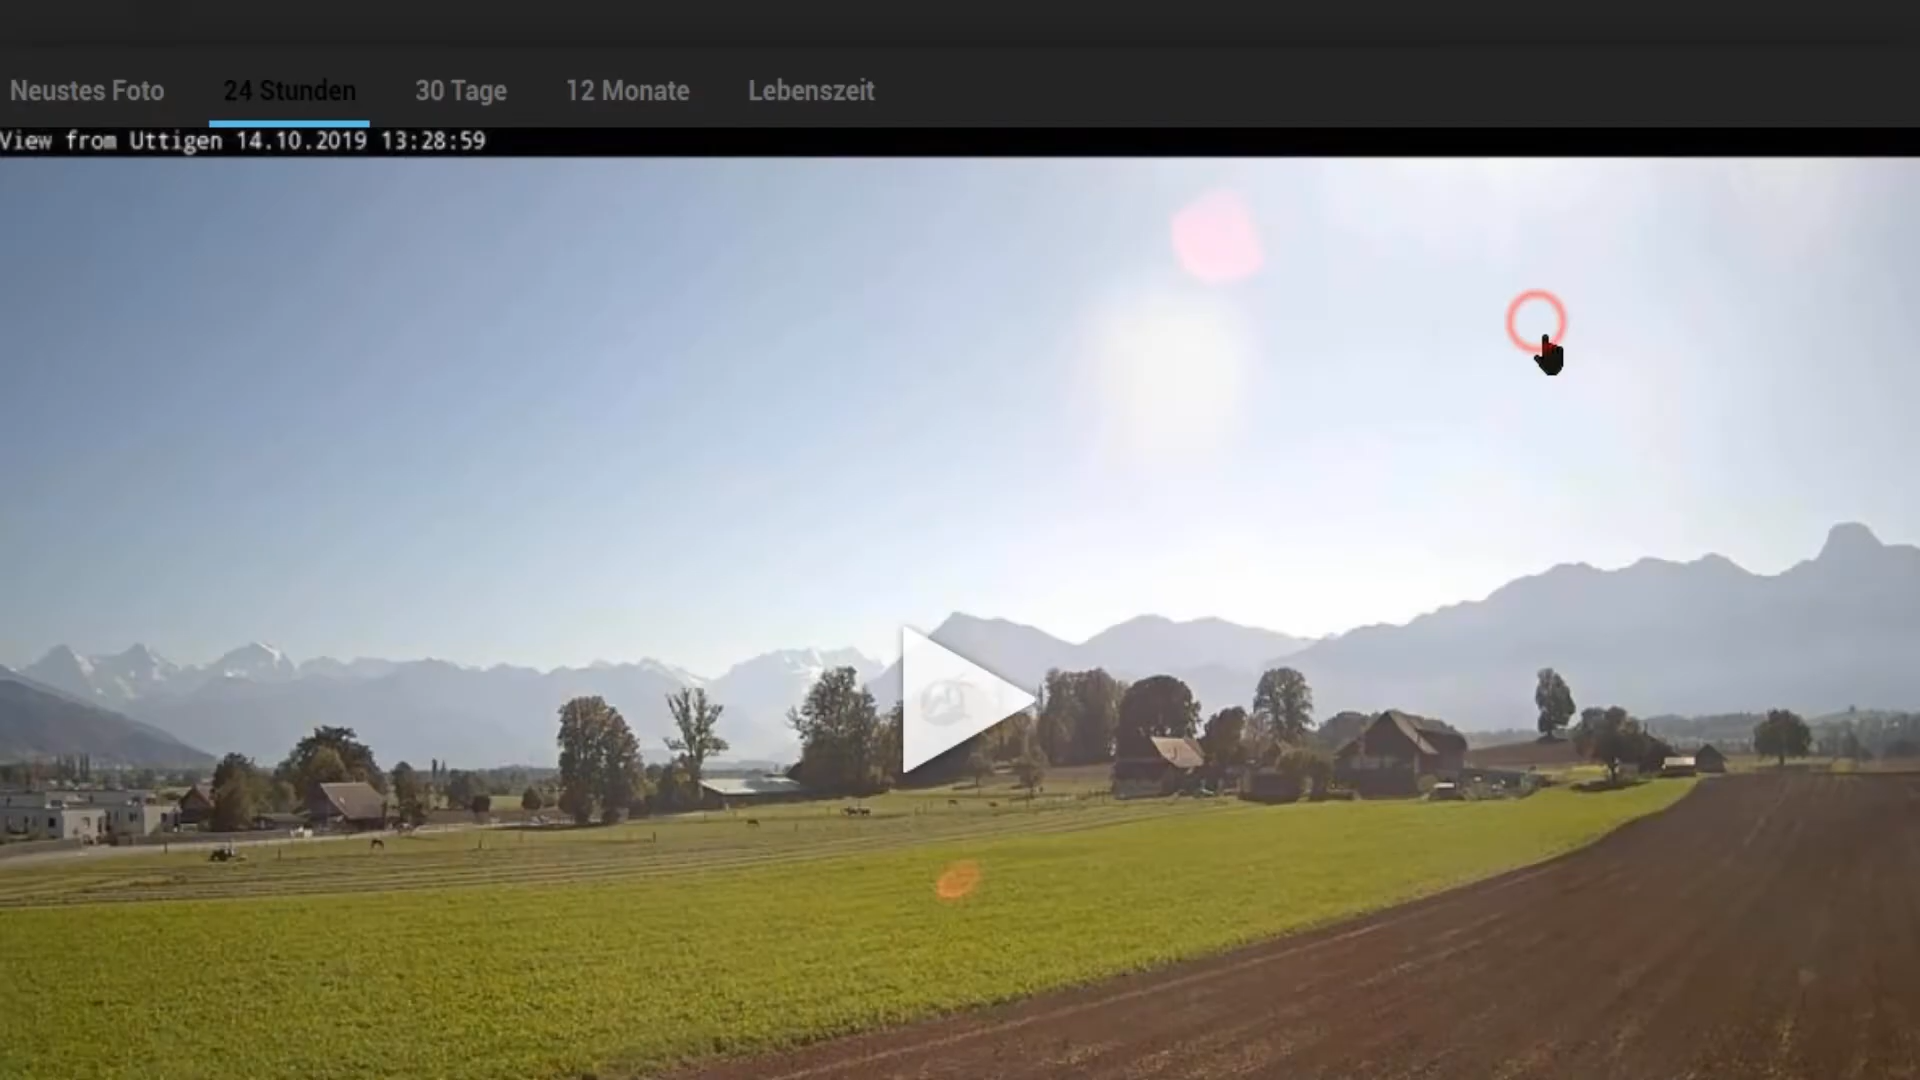 Neustes Foto 24 Stunden 30 Tage 12 Monate Lebenszeit
View from Uttigen 14.10.2019 13:28:59